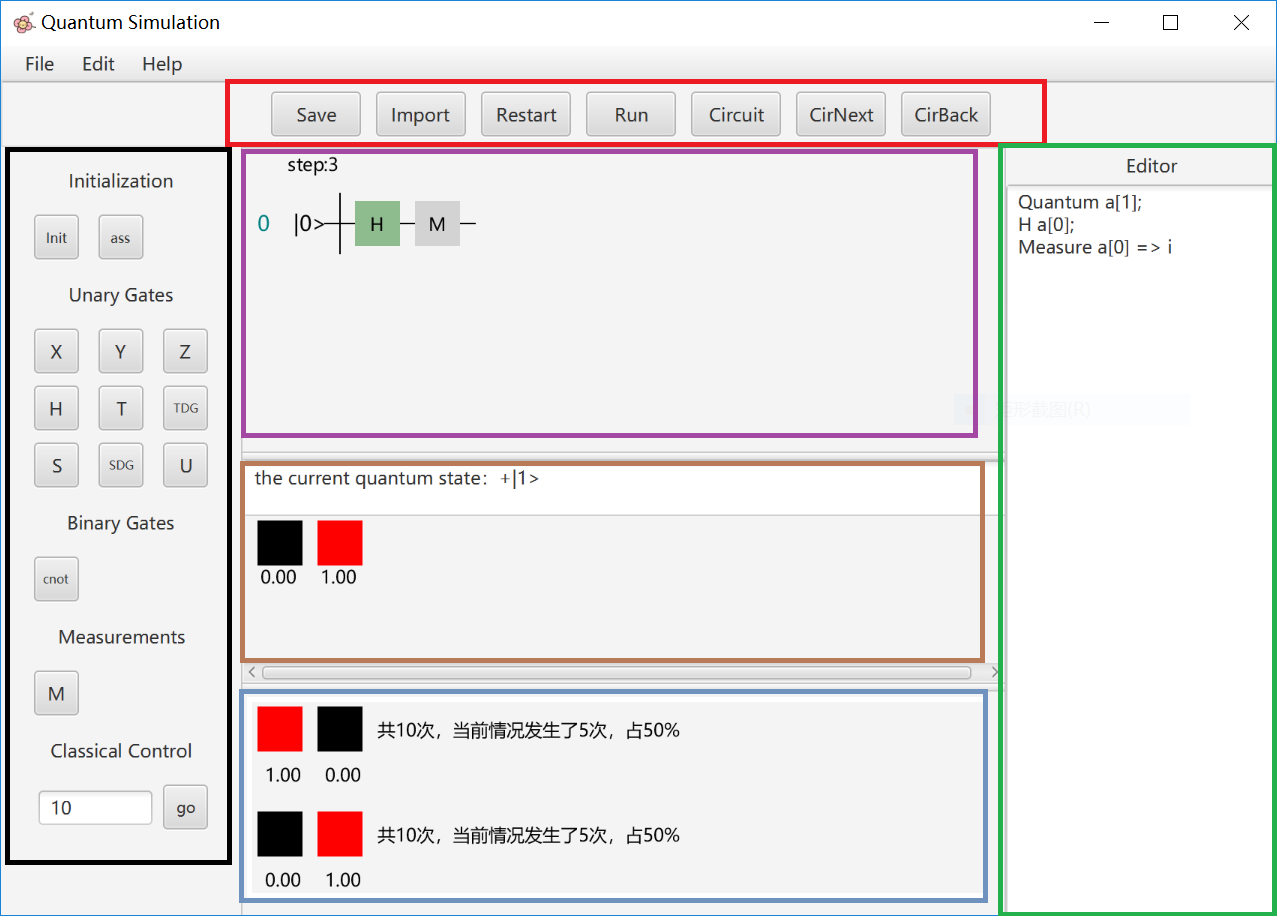 Quantum Simulation
File Edit Help
Save Import Restart Run Circuit CirNext CirBack
Initialization
Init ass
Unary Gates
X Y Z
H T TDG
S SDG U
Binary Gates
cnot
Measurements
M
Classical Control
10 go
step:3
0 |0> H M
the current quantum state: +|1>
0.00 1.00
共10次，当前情况发生了5次，占50%
1.00 0.00
共10次，当前情况发生了5次，占50%
0.00 1.00
Editor
Quantum a[1];
H a[0];
Measure a[0] => i
形截图(R)